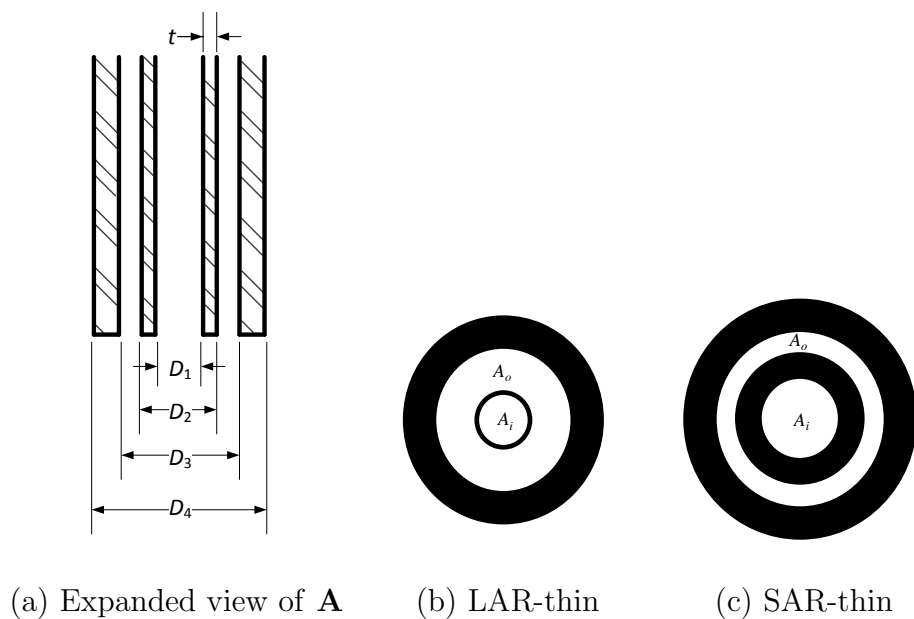 t
D₁
D₂
D₃
D₄
Aₒ
Aᵢ
Aₒ
Aᵢ
(a) Expanded view of A
(b) LAR-thin
(c) SAR-thin